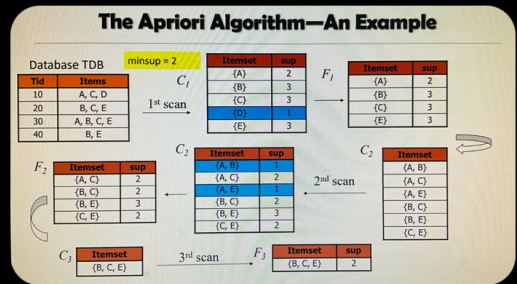 The Apriori Algorithm—An Example
Database TDB
minsup = 2
Tid Items
10 A, C, D
20 B, C, E
30 A, B, C, E
40 B, E
1st scan
C1
Itemset sup
{A} 2
{B} 3
{C} 3
{D} 1
{E} 3
F1
Itemset sup
{A} 2
{B} 3
{C} 3
{E} 3
C2
Itemset
{A, B}
{A, C}
{A, E}
{B, C}
{B, E}
{C, E}
2nd scan
C2
Itemset sup
{A, B} 1
{A, C} 2
{A, E} 1
{B, C} 2
{B, E} 3
{C, E} 2
F2
Itemset sup
{A, C} 2
{B, C} 2
{B, E} 3
{C, E} 2
C3
Itemset
{B, C, E}
3rd scan
F3
Itemset sup
{B, C, E} 2